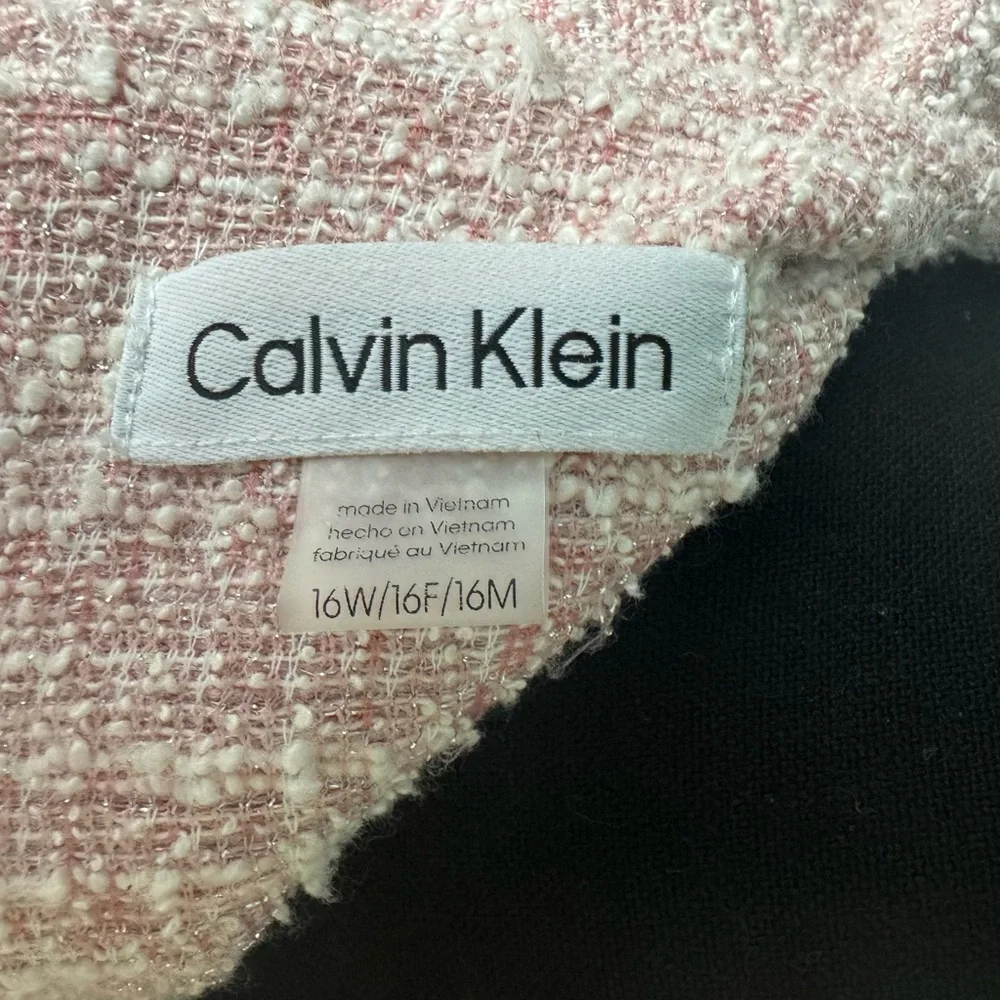 Calvin Klein
made in Vietnam
hecho en Vietnam
fabriqué au Vietnam
16W/16F/16M